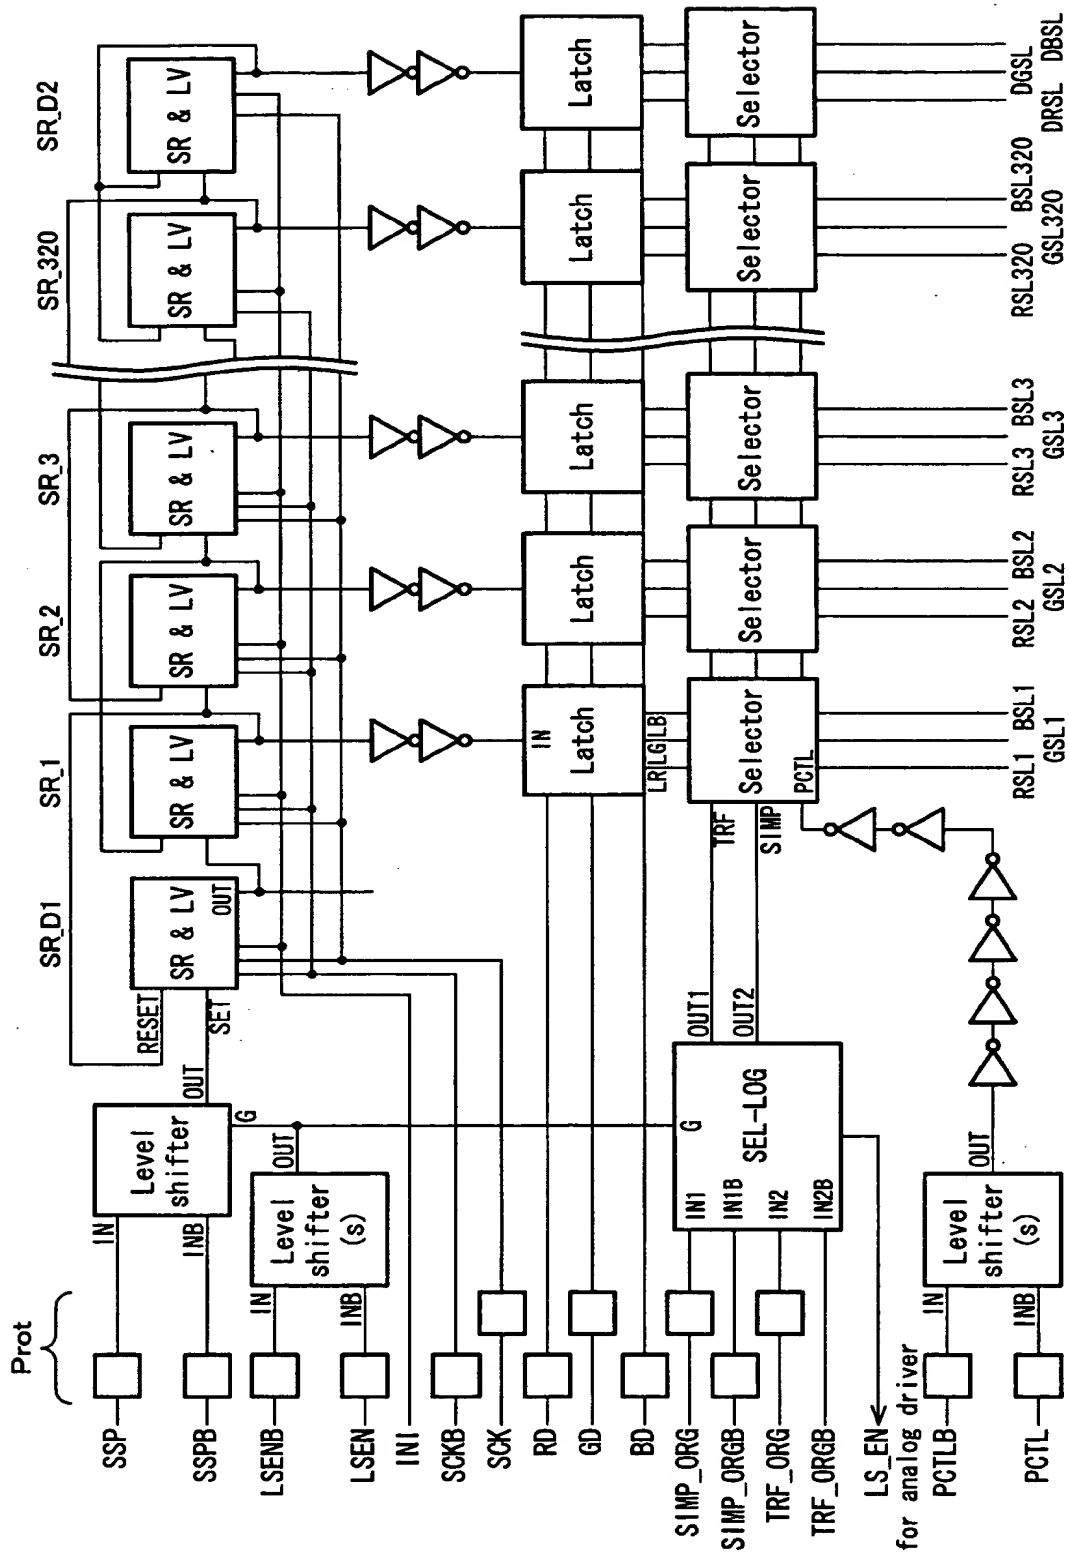 Prot
SSP
SSPB
LSENB
LSEN
INI
SCKB
SCK
RD
GD
BD
SIMP_ORG
SIMP_ORGB
TRF_ORG
TRF_ORGB
LS_EN
for analog driver
PCTLB
PCTL
IN
INB
Level
shifter
OUT
G
IN
INB
Level
shifter
(s)
OUT
IN1
IN1B
IN2
IN2B
G
SEL-LOG
OUT1
OUT2
IN
INB
Level
shifter
(s)
OUT
SR_D1
RESET
SET
SR & LV
OUT
SR_1
SR & LV
SR_2
SR & LV
SR_3
SR & LV
SR_320
SR & LV
SR_D2
SR & LV
IN
Latch
LR
LG
LB
Latch
Latch
Latch
Latch
TRF
SIMP
PCTL
Selector
Selector
Selector
Selector
Selector
RSL1
GSL1
BSL1
RSL2
GSL2
BSL2
RSL3
GSL3
BSL3
RSL320
GSL320
BSL320
DRSL
DGSL
DBSL